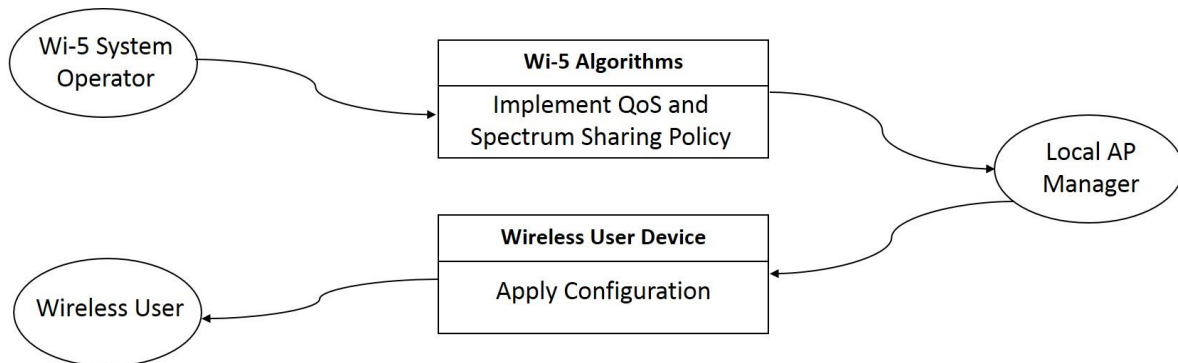 Wi-5 System
Operator
Wi-5 Algorithms
Implement QoS and
Spectrum Sharing Policy
Local AP
Manager
Wireless User Device
Apply Configuration
Wireless User